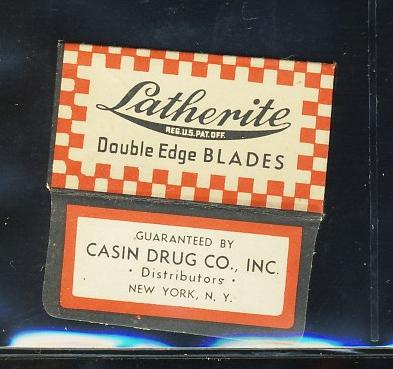 Latherite
REG.U.S.PAT.OFF.
Double Edge BLADES
GUARANTEED BY
CASIN DRUG CO., INC.
• Distributors •
NEW YORK, N. Y.